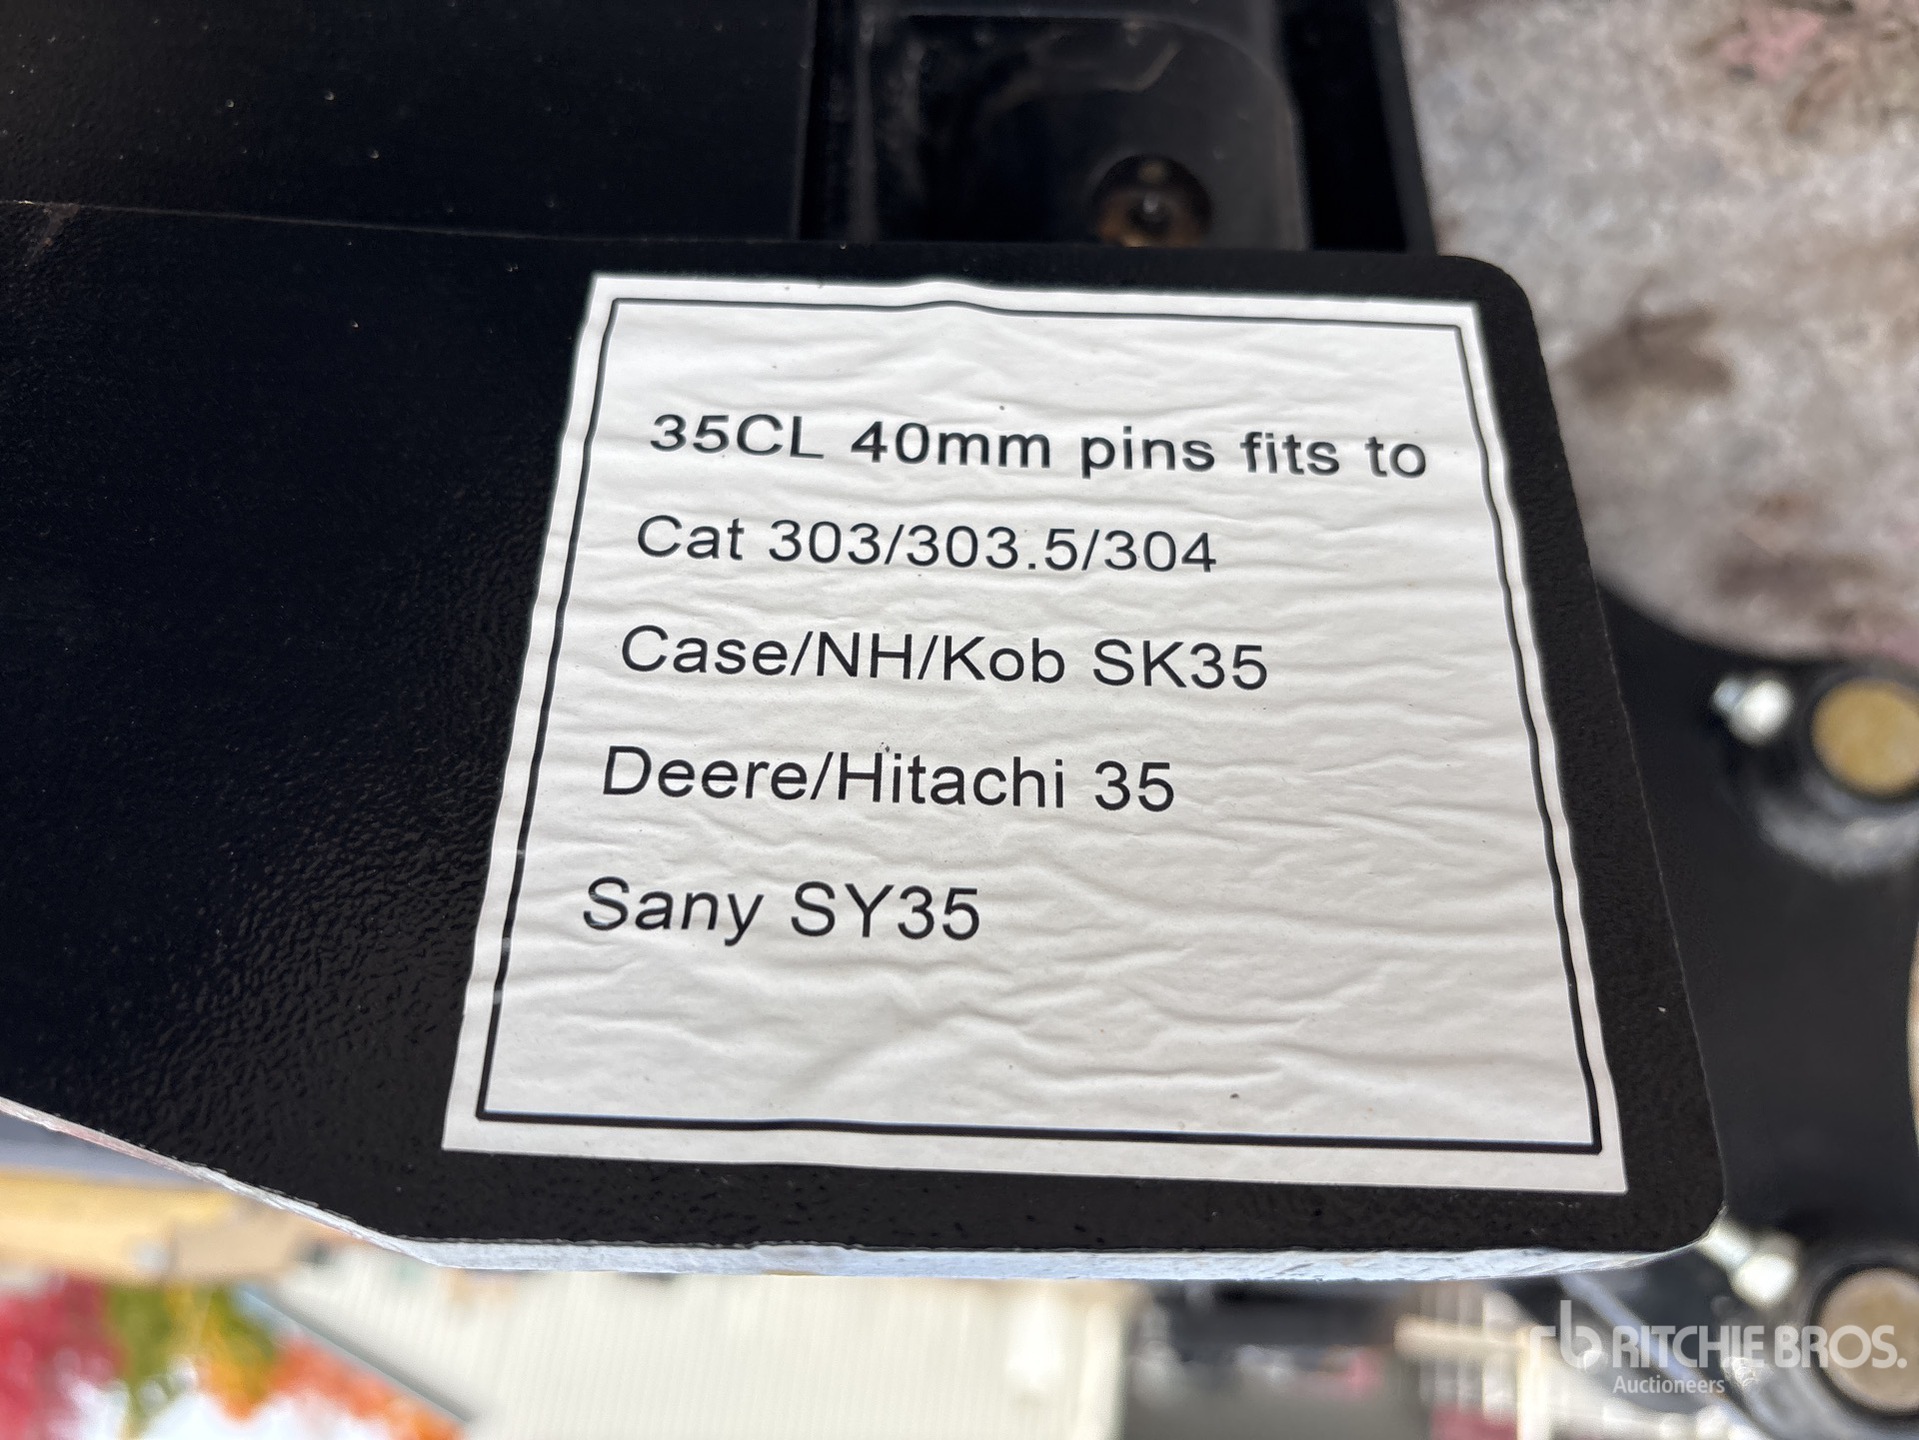 35CL 40mm pins fits to
Cat 303/303.5/304
Case/NH/Kob SK35
Deere/Hitachi 35
Sany SY35
rb RITCHIE BROS.
Auctioneers